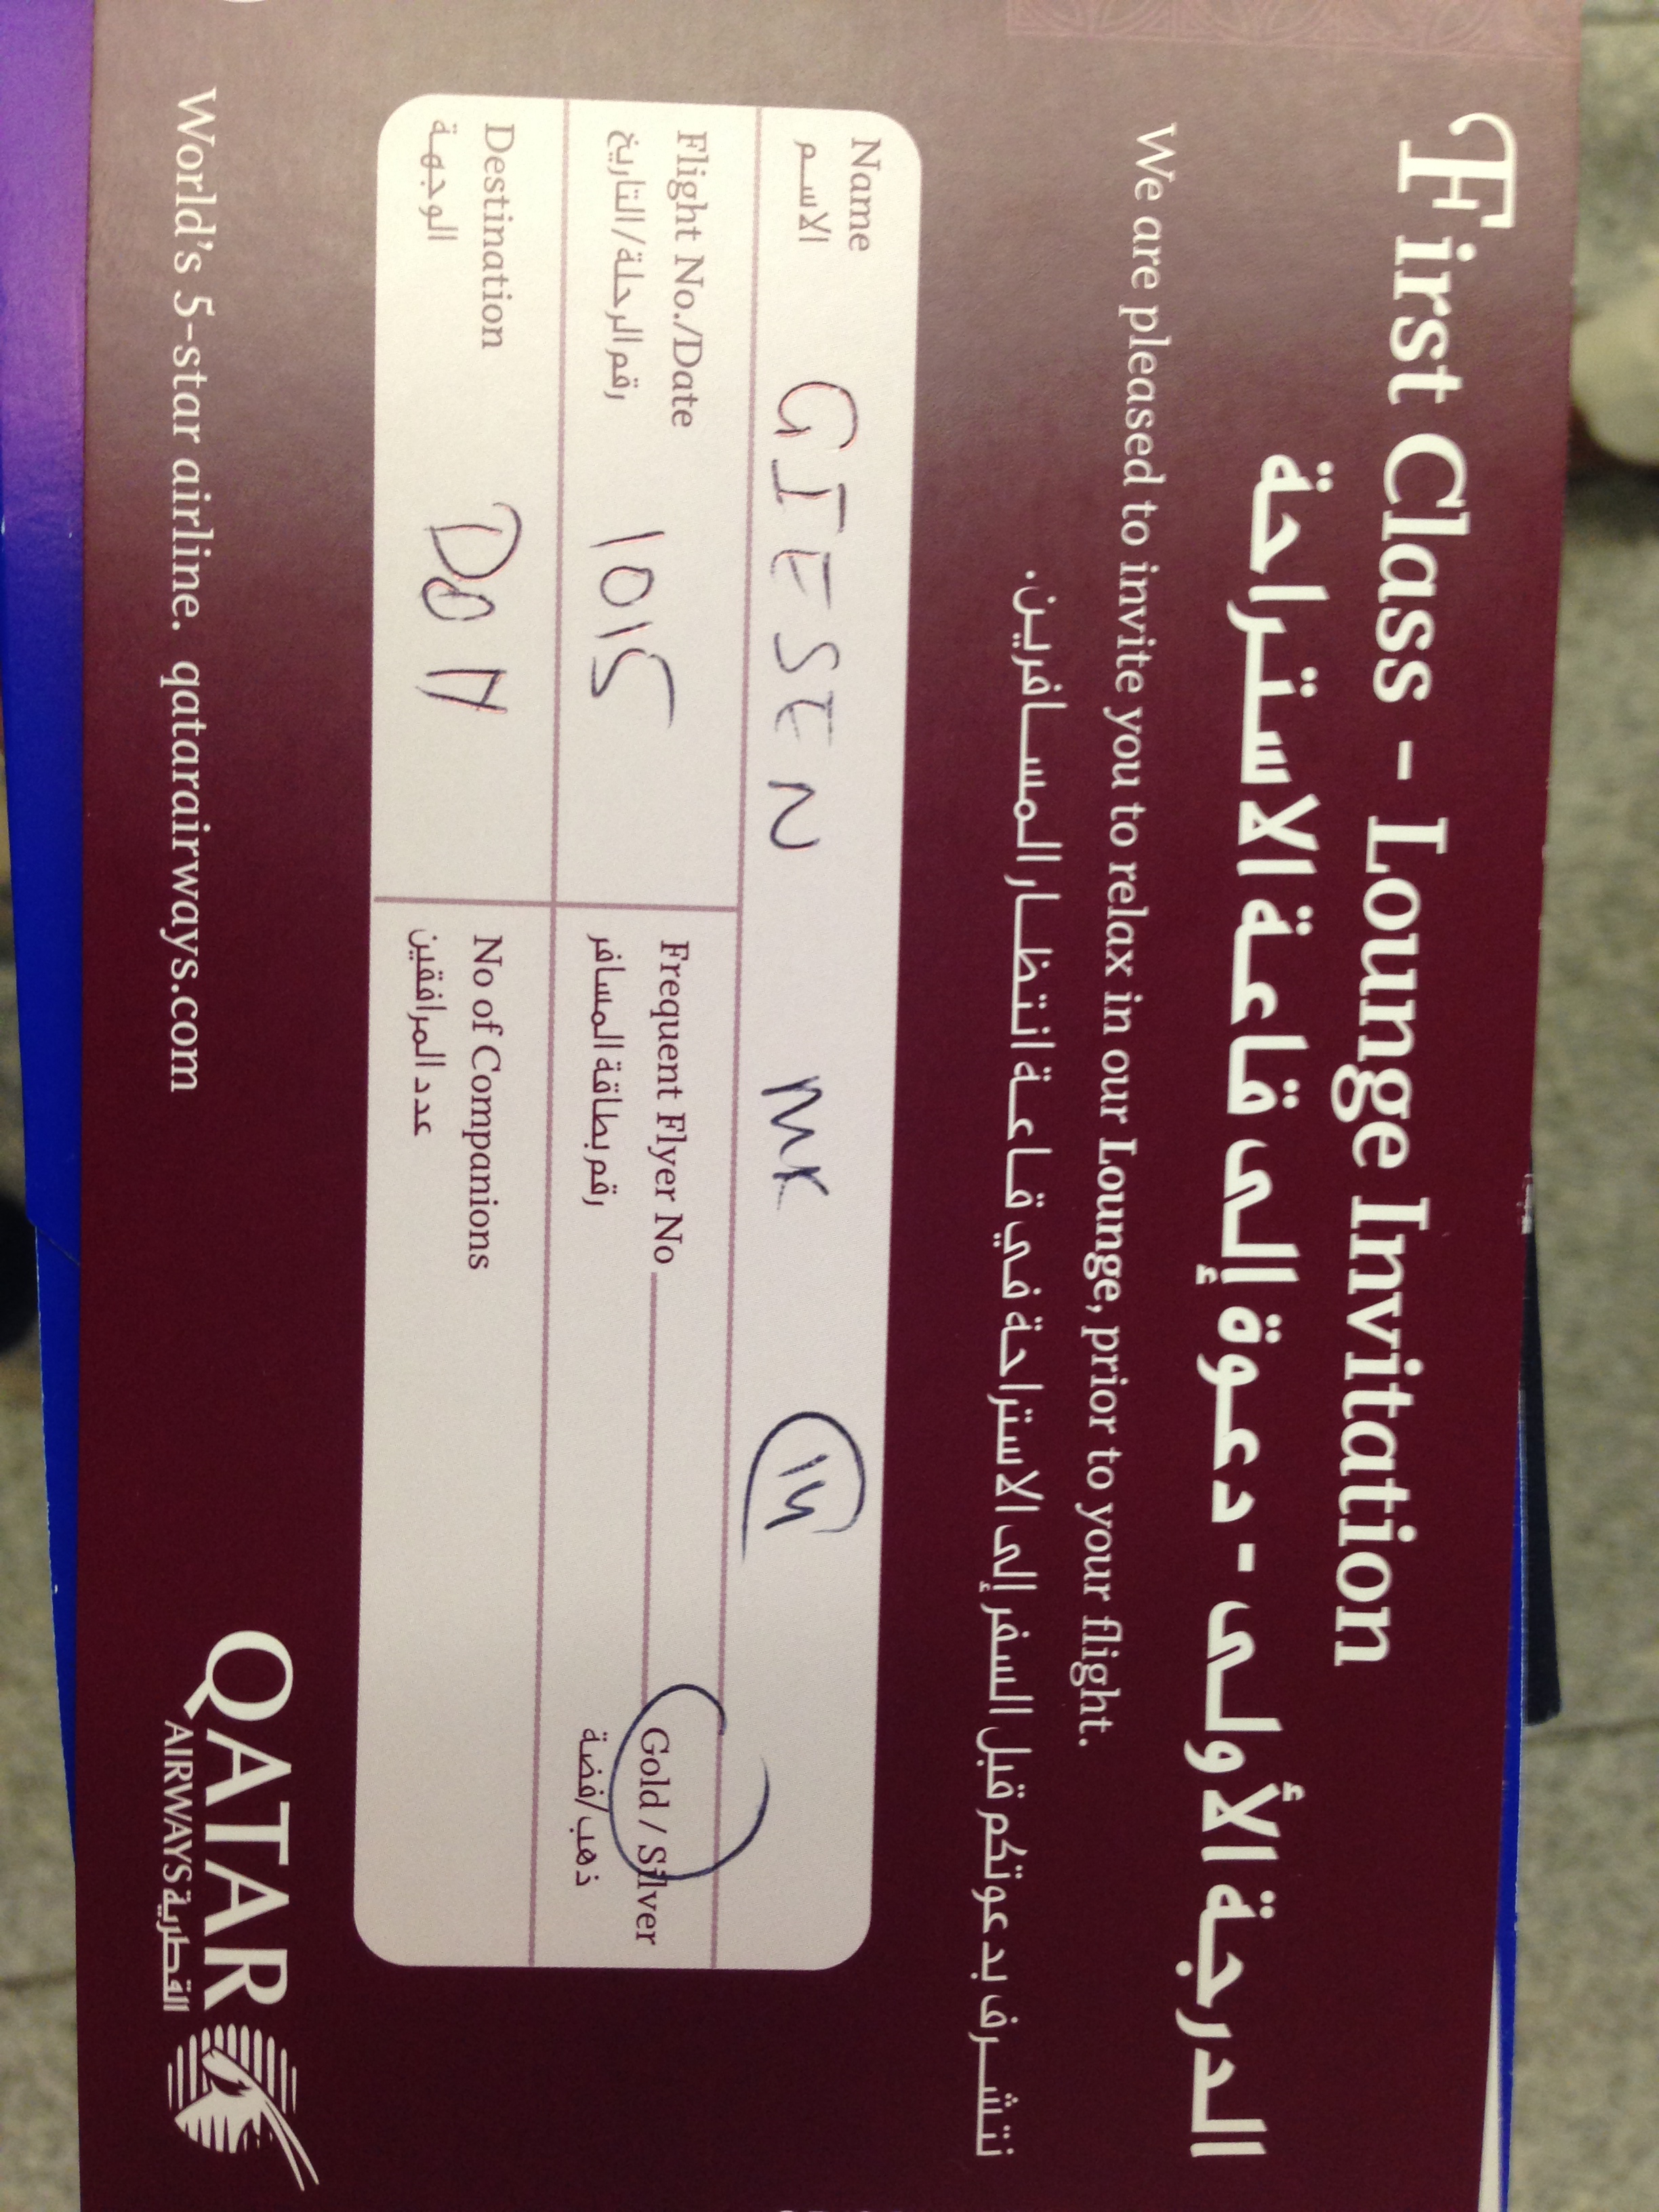 First Class - Lounge Invitation
الدرجة الأولى - دعوة إلى قاعة الاستراحة
We are pleased to invite you to relax in our Lounge, prior to your flight.
نتشرف بدعوتكم قبل السفر إلى الاستراحة في قاعة انتظار المسافرين.
Name GIESEN MR
الاسم
Flight No./Date 1015 Frequent Flyer No Gold / Silver
رقم الرحلة/التاريخ رقم بطاقة المسافر ذهب/فضة
Destination DOH No of Companions
الوجهة عدد المرافقين
World's 5-star airline. qatarairways.com
QATAR
AIRWAYS القطرية